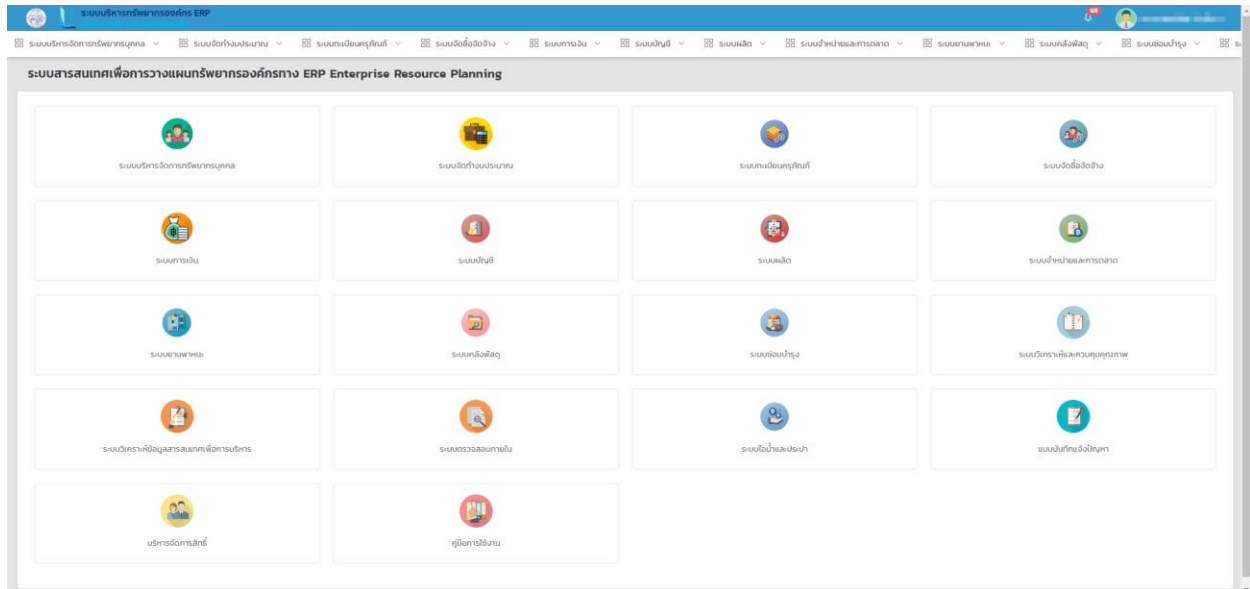 ระบบบริหารทรัพยากรองค์กร ERP
ระบบบริหารจัดการทรัพยากรบุคคล ระบบจัดทำงบประมาณ ระบบทะเบียนครุภัณฑ์ ระบบจัดซื้อจัดจ้าง ระบบการเงิน ระบบบัญชี ระบบผลิต ระบบจำหน่ายและการตลาด ระบบยานพาหนะ ระบบคลังพัสดุ ระบบซ่อมบำรุง
ระบบสารสนเทศเพื่อการวางแผนทรัพยากรองค์กรทาง ERP Enterprise Resource Planning
ระบบบริหารจัดการทรัพยากรบุคคล ระบบจัดทำงบประมาณ ระบบทะเบียนครุภัณฑ์ ระบบจัดซื้อจัดจ้าง
ระบบการเงิน ระบบบัญชี ระบบผลิต ระบบจำหน่ายและการตลาด
ระบบยานพาหนะ ระบบคลังพัสดุ ระบบซ่อมบำรุง ระบบวิเคราะห์และควบคุมคุณภาพ
ระบบวิเคราะห์ข้อมูลสารสนเทศเพื่อการบริหาร ระบบตรวจสอบภายใน ระบบไอน้ำและประปา แบบบันทึกแจ้งปัญหา
บริหารจัดการสิทธิ์ คู่มือการใช้งาน